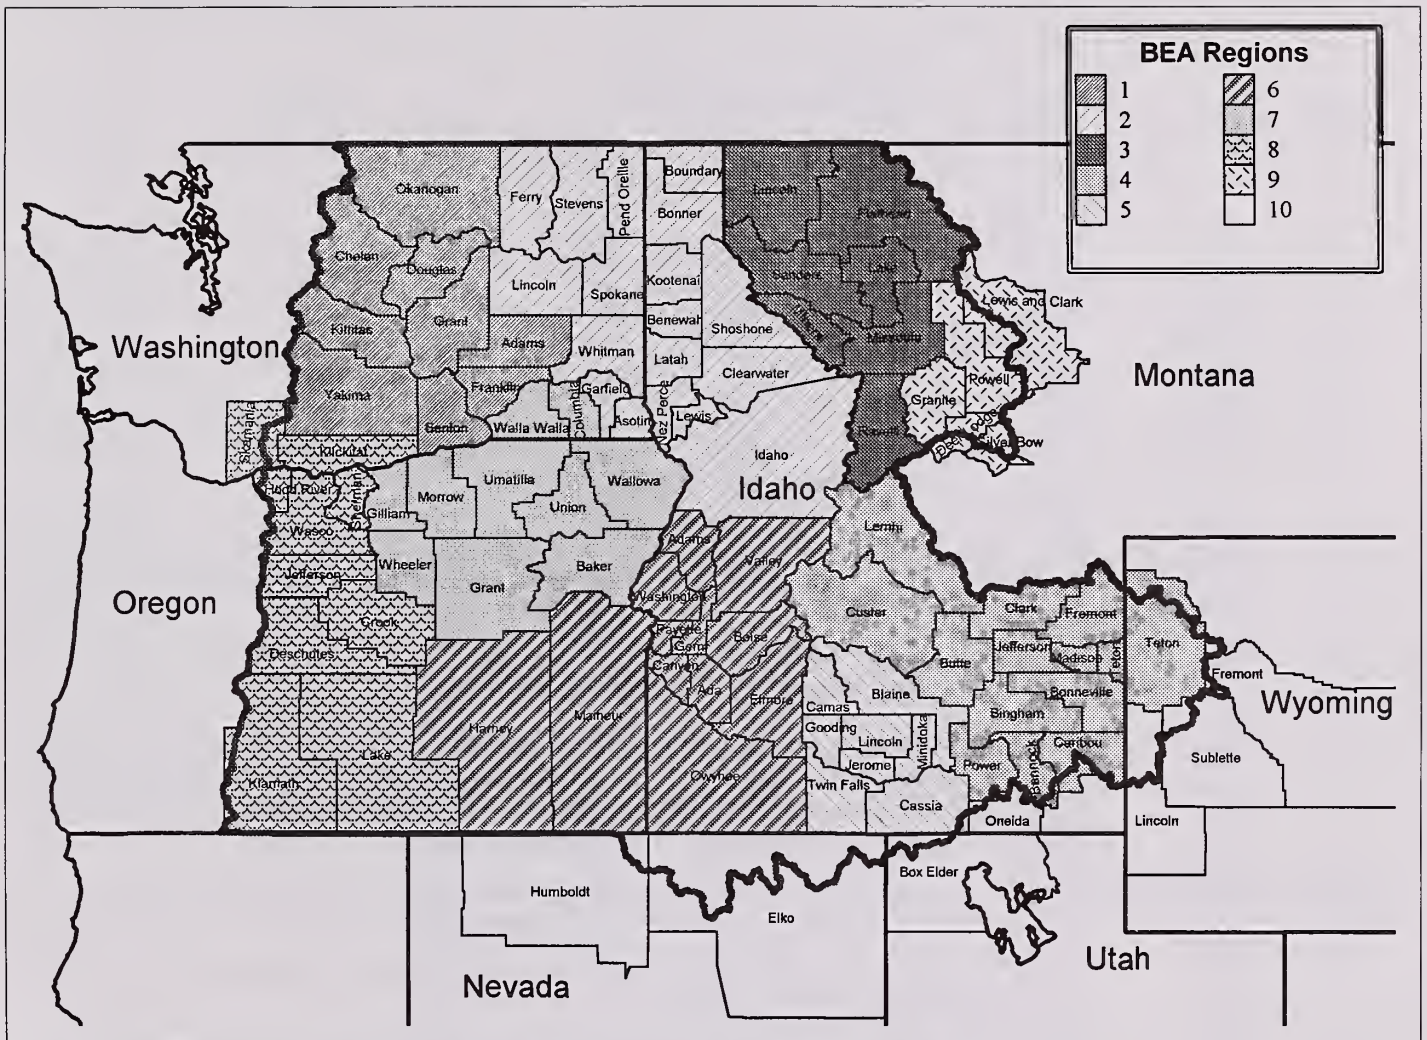 BEA Regions
1 6
2 7
3 8
4 9
5 10
Washington
Oregon
Idaho
Montana
Wyoming
Nevada
Utah
Okanogan
Ferry
Stevens
Pend Oreille
Boundary
Bonner
Lincoln
Flathead
Chelan
Douglas
Lincoln
Spokane
Kootenai
Sanders
Lake
Lewis and Clark
Kittitas
Grant
Adams
Whitman
Benewah
Shoshone
Missoula
Latah
Clearwater
Powell
Granite
Yakima
Benton
Franklin
Walla Walla
Columbia
Garfield
Asotin
Nez Perce
Lewis
Idaho
Ravalli
Deer Lodge
Silver Bow
Skamania
Klickitat
Hood River
Sherman
Wasco
Gilliam
Morrow
Umatilla
Union
Wallowa
Jefferson
Wheeler
Grant
Baker
Adams
Valley
Washington
Lemhi
Custer
Crook
Deschutes
Payette
Gem
Boise
Canyon
Ada
Elmore
Clark
Fremont
Jefferson
Madison
Teton
Teton
Fremont
Butte
Bonneville
Bingham
Blaine
Camas
Gooding
Lincoln
Minidoka
Jerome
Twin Falls
Cassia
Power
Bannock
Caribou
Oneida
Sublette
Lincoln
Klamath
Lake
Harney
Malheur
Owyhee
Humboldt
Elko
Box Elder